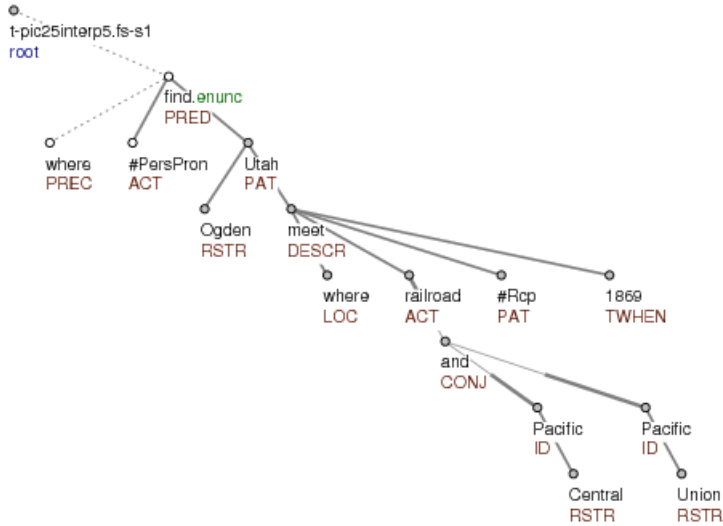 t-pic25interp5.fs-s1
root
find.enunc
PRED
where #PersPron Utah
PREC ACT PAT
Ogden meet
RSTR DESCR
where railroad #Rcp 1869
LOC ACT PAT TWHEN
and
CONJ
Pacific Pacific
ID ID
Central Union
RSTR RSTR